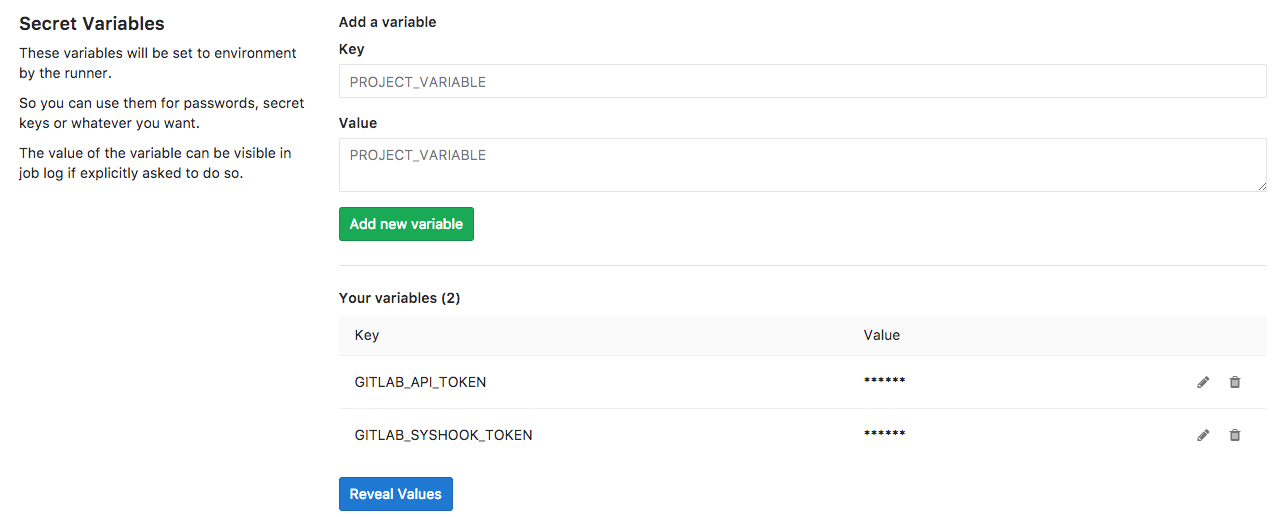 Secret Variables
These variables will be set to environment
by the runner.
So you can use them for passwords, secret
keys or whatever you want.
The value of the variable can be visible in
job log if explicitly asked to do so.
Add a variable
Key
PROJECT_VARIABLE
Value
PROJECT_VARIABLE
Add new variable
Your variables (2)
Key Value
GITLAB_API_TOKEN ******
GITLAB_SYSHOOK_TOKEN ******
Reveal Values